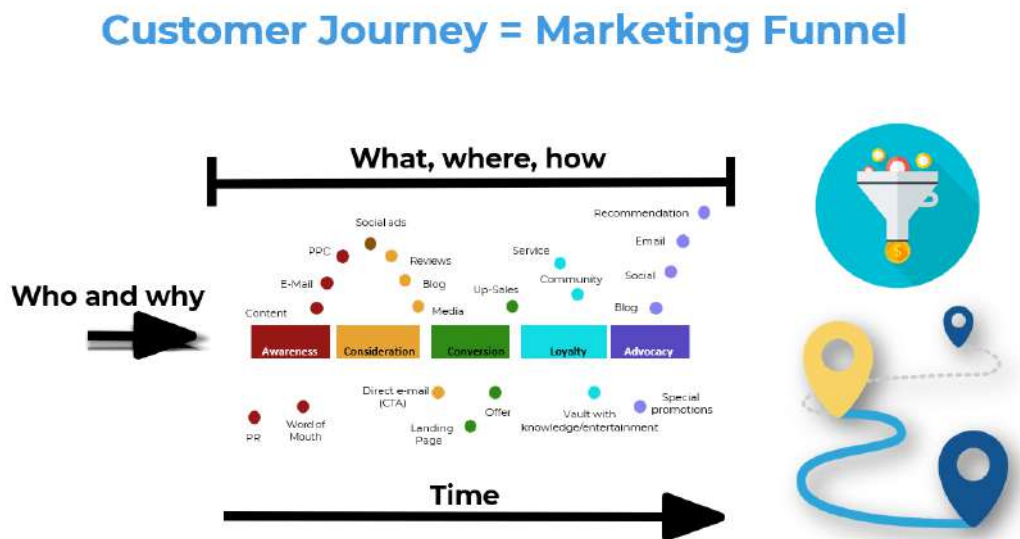 Customer Journey = Marketing Funnel
What, where, how
Who and why
Recommendation
Social ads
Email
PPC
Reviews
Service
E-Mail
Blog
Community
Social
Content
Media
Up-Sales
Blog
Awareness
Consideration
Conversion
Loyalty
Advocacy
PR
Word of
Mouth
Direct e-mail
(CTA)
Landing
Page
Offer
Vault with
knowledge/entertainment
Special
promotions
Time